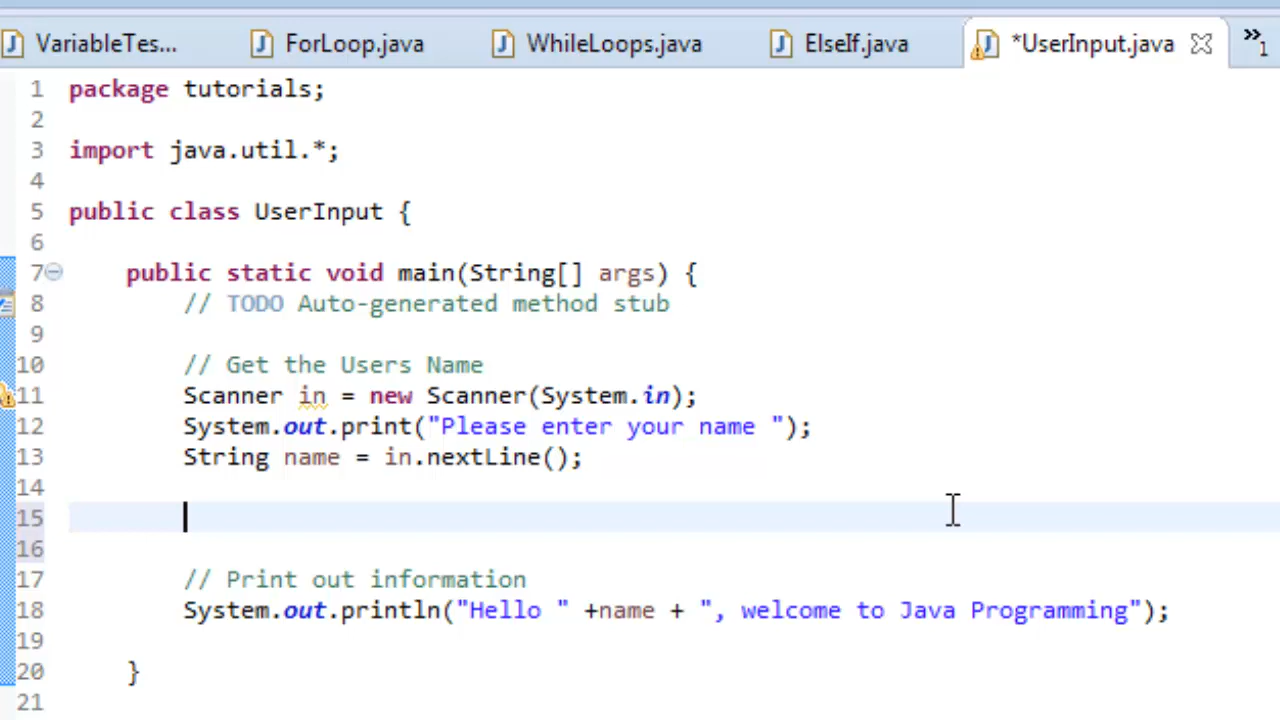 VariableTes... ForLoop.java WhileLoops.java ElseIf.java *UserInput.java »1
1 package tutorials;
2
3 import java.util.*;
4
5 public class UserInput {
6
7 public static void main(String[] args) {
8 // TODO Auto-generated method stub
9
10 // Get the Users Name
11 Scanner in = new Scanner(System.in);
12 System.out.print("Please enter your name ");
13 String name = in.nextLine();
14
15
16
17 // Print out information
18 System.out.println("Hello " +name + ", welcome to Java Programming");
19
20 }
21